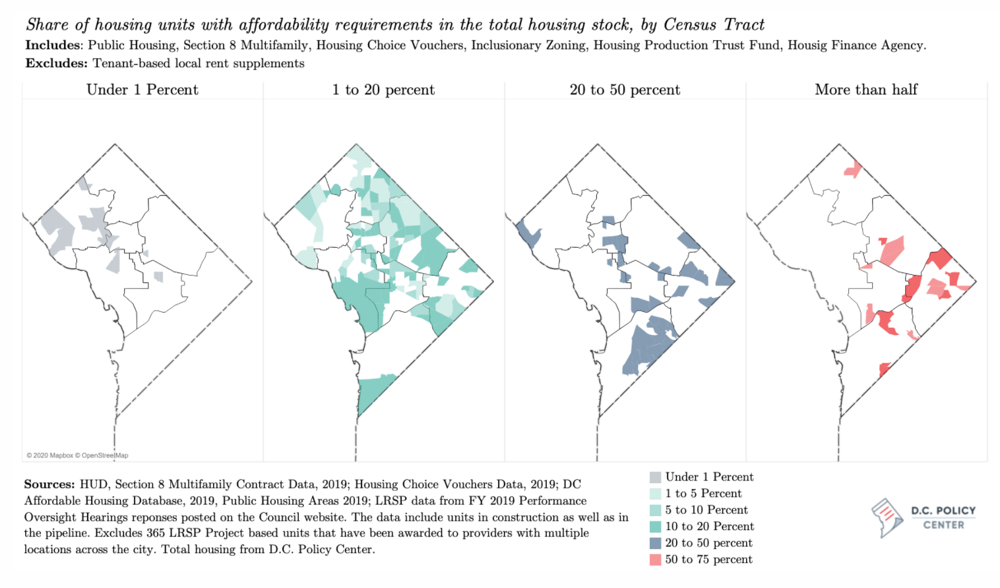 Share of housing units with affordability requirements in the total housing stock, by Census Tract
Includes: Public Housing, Section 8 Multifamily, Housing Choice Vouchers, Inclusionary Zoning, Housing Production Trust Fund, Housig Finance Agency.
Excludes: Tenant-based local rent supplements
Under 1 Percent
1 to 20 percent
20 to 50 percent
More than half
© 2020 Mapbox © OpenStreetMap
Sources: HUD, Section 8 Multifamily Contract Data, 2019; Housing Choice Vouchers Data, 2019; DC
Affordable Housing Database, 2019, Public Housing Areas 2019; LRSP data from FY 2019 Performance
Oversight Hearings reponses posted on the Council website. The data include units in construction as well as in
the pipeline. Excludes 365 LRSP Project based units that have been awarded to providers with multiple
locations across the city. Total housing from D.C. Policy Center.
Under 1 Percent
1 to 5 Percent
5 to 10 Percent
10 to 20 Percent
20 to 50 percent
50 to 75 percent
D.C. POLICY
CENTER